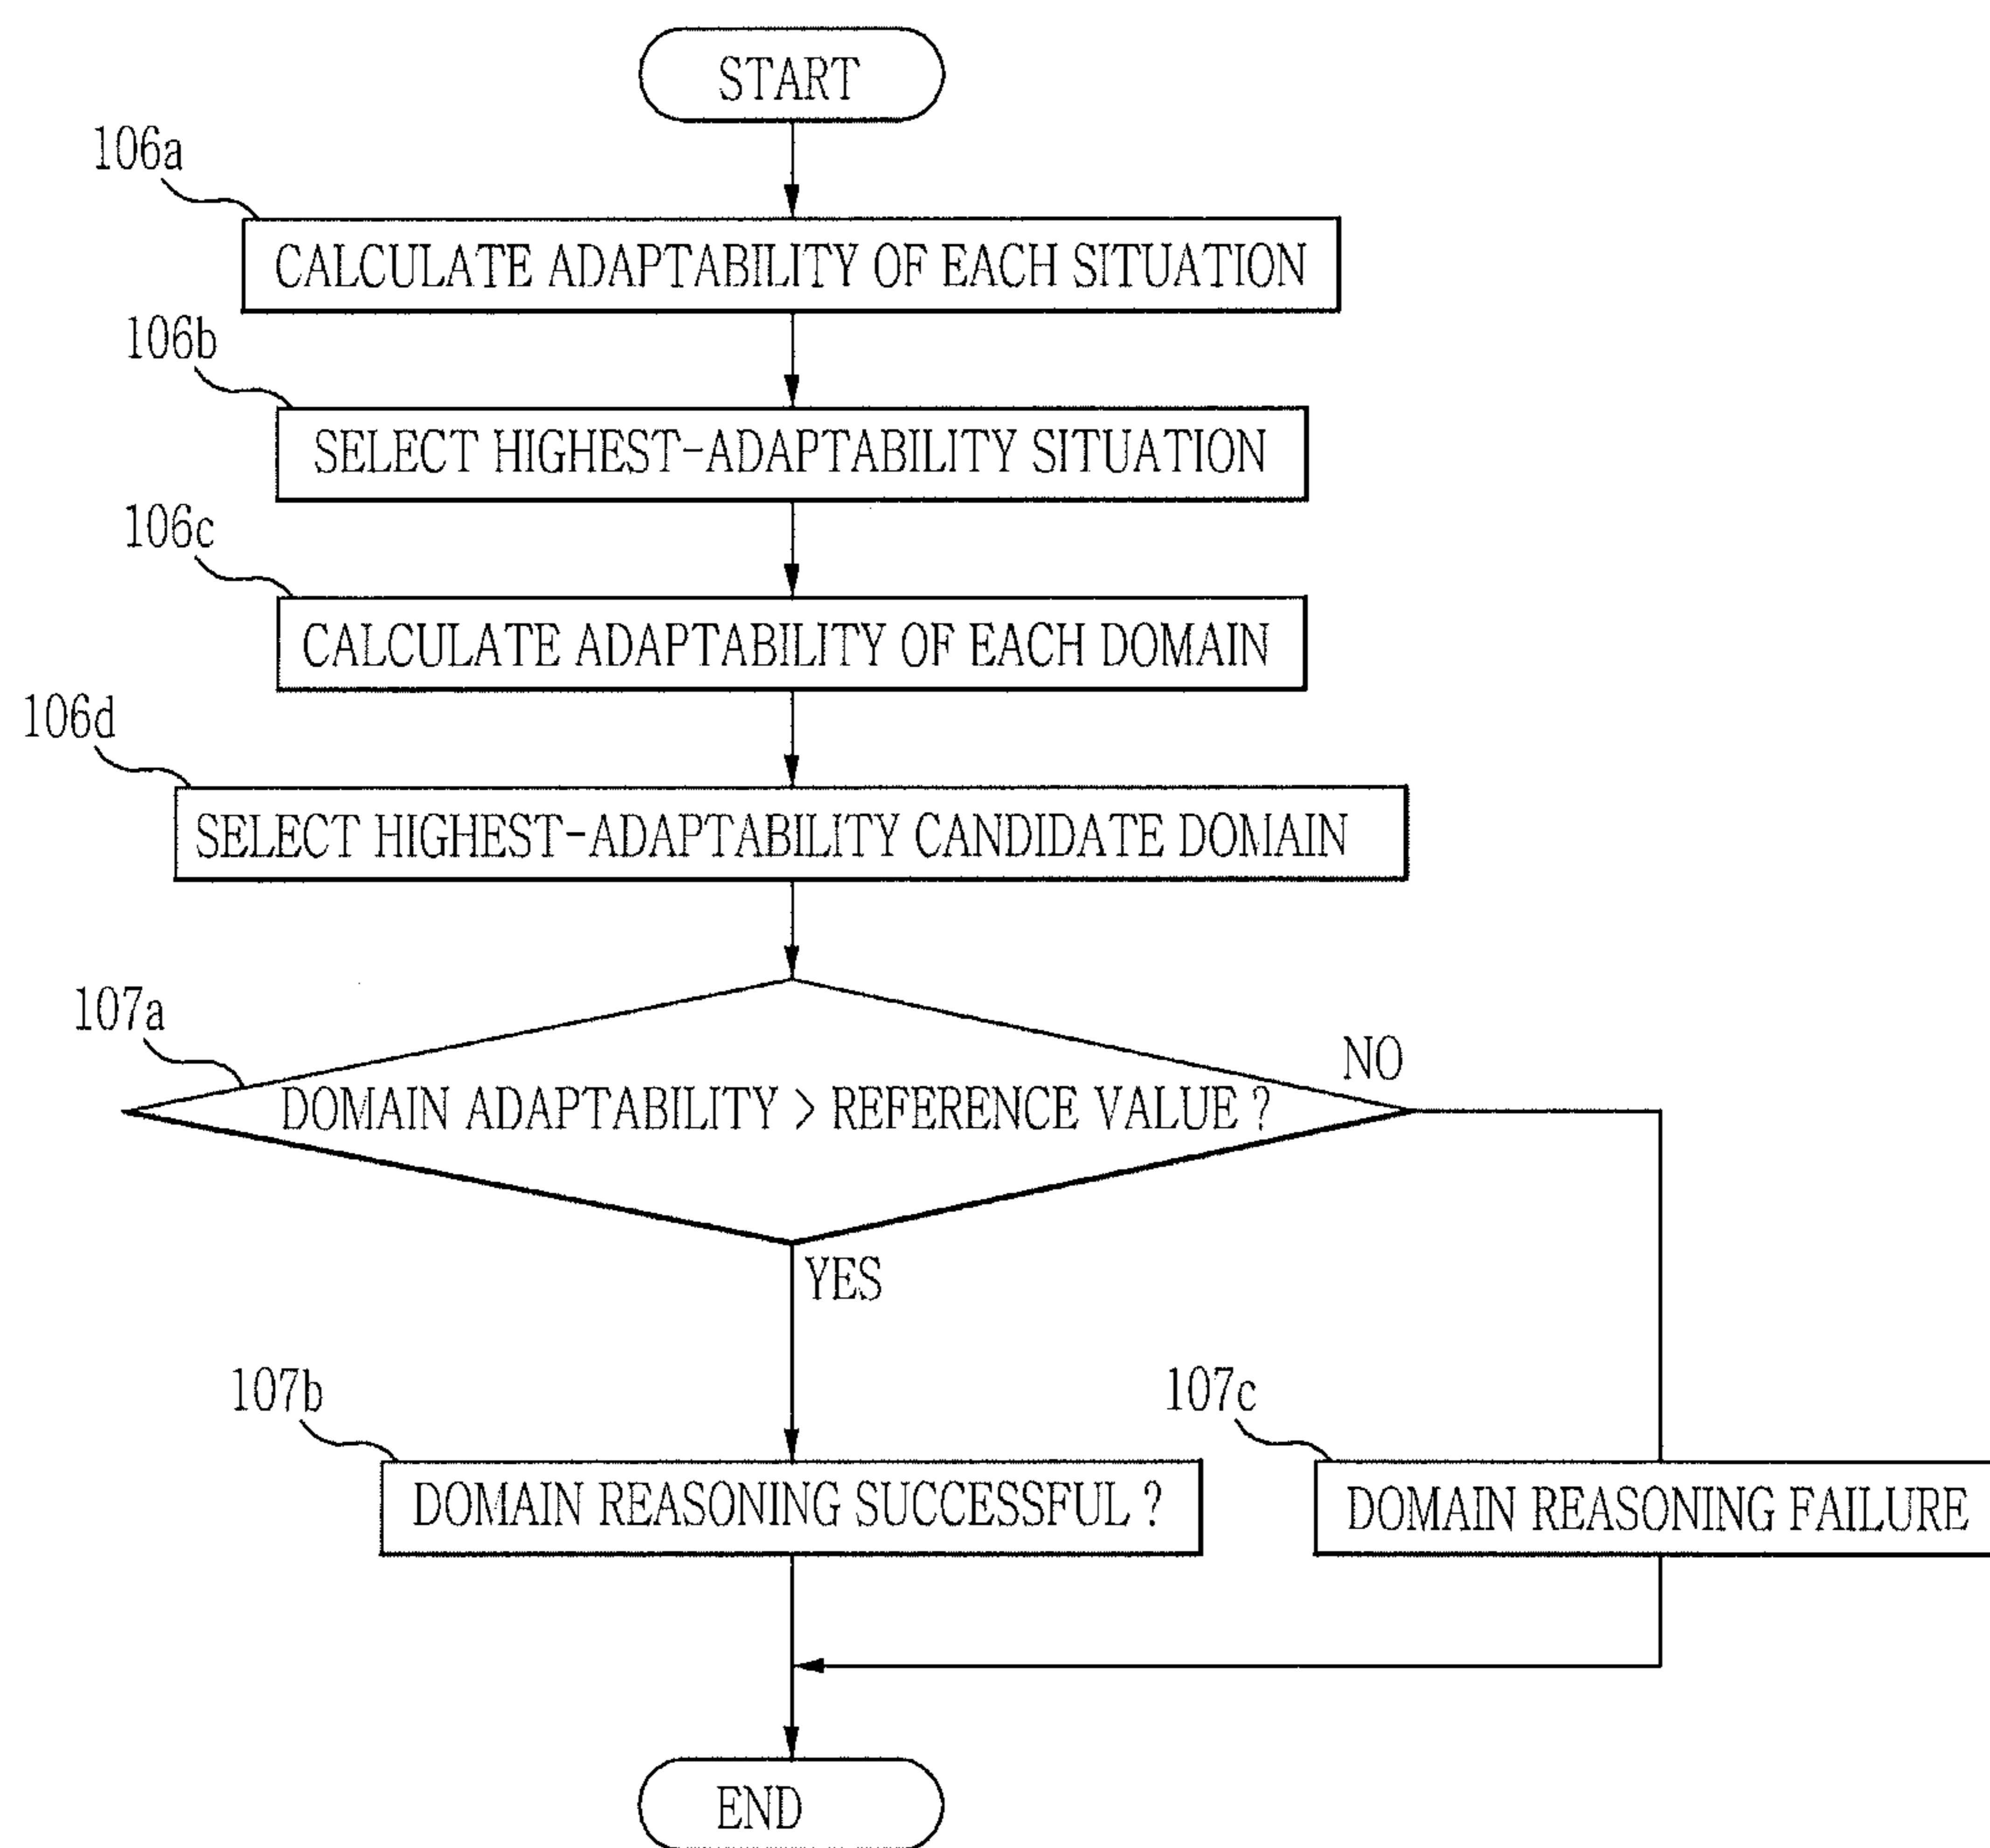 START
106a
CALCULATE ADAPTABILITY OF EACH SITUATION
106b
SELECT HIGHEST-ADAPTABILITY SITUATION
106c
CALCULATE ADAPTABILITY OF EACH DOMAIN
106d
SELECT HIGHEST-ADAPTABILITY CANDIDATE DOMAIN
107a
DOMAIN ADAPTABILITY > REFERENCE VALUE ?
NO
YES
107b
DOMAIN REASONING SUCCESSFUL ?
107c
DOMAIN REASONING FAILURE
END